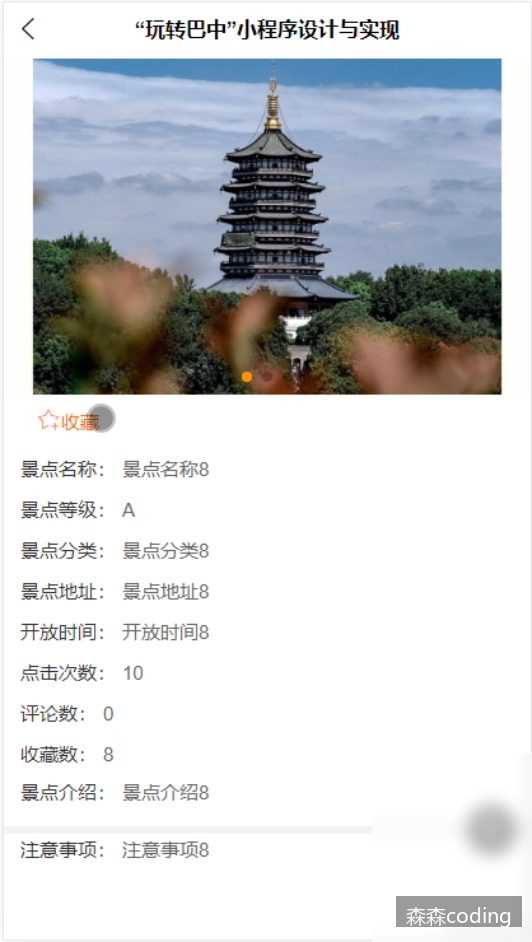 “玩转巴中”小程序设计与实现
收藏
景点名称： 景点名称8
景点等级： A
景点分类： 景点分类8
景点地址： 景点地址8
开放时间： 开放时间8
点击次数： 10
评论数： 0
收藏数： 8
景点介绍： 景点介绍8
注意事项： 注意事项8
森森coding